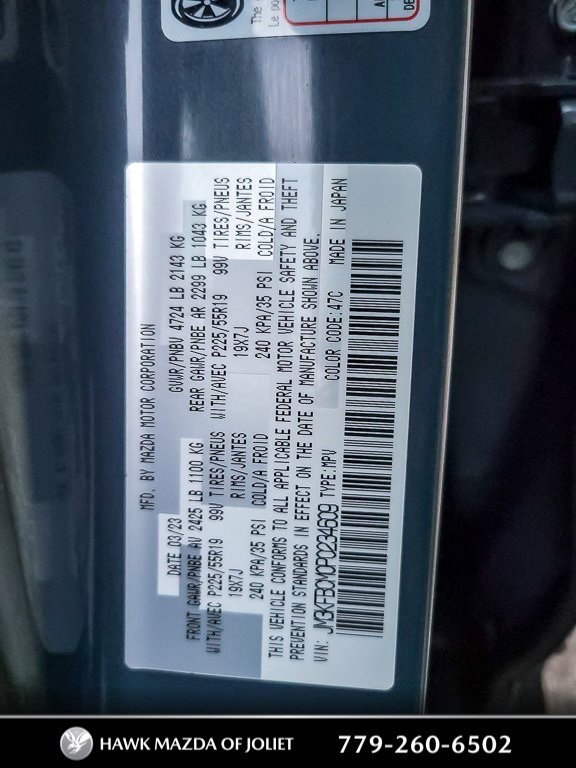 The
Le po
A
DE
MFD. BY MAZDA MOTOR CORPORATION
DATE 03/23 GVWR/PNBV 4724 LB 2143 KG
FRONT GAWR/PNBE AV 2425 LB 1100 KG REAR GAWR/PNBE AR 2299 LB 1043 KG
WITH/AVEC P225/55R19 99V TIRES/PNEUS WITH/AVEC P225/55R19 99V TIRES/PNEUS
19X7J RIMS/JANTES 19X7J RIMS/JANTES
240 KPA/35 PSI COLD/A FROID 240 KPA/35 PSI COLD/A FROID
THIS VEHICLE CONFORMS TO ALL APPLICABLE FEDERAL MOTOR VEHICLE SAFETY AND THEFT
PREVENTION STANDARDS IN EFFECT ON THE DATE OF MANUFACTURE SHOWN ABOVE.
VIN: JM3KFBCM0P0234609 TYPE:MPV COLOR CODE: 47C MADE IN JAPAN
HAWK MAZDA OF JOLIET 779-260-6502